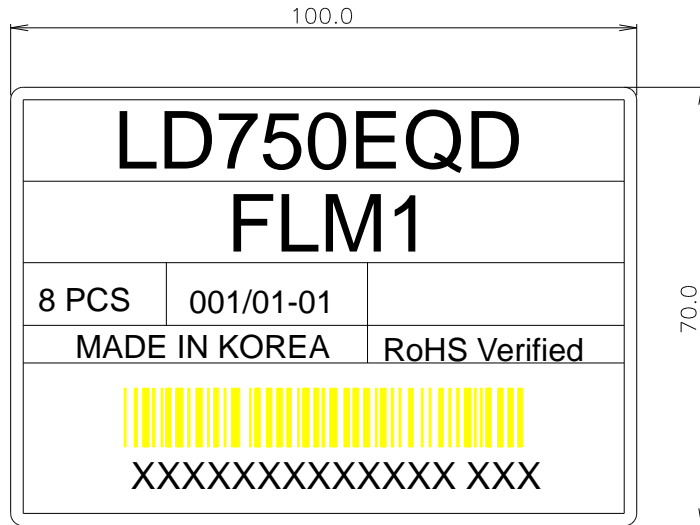 100.0
LD750EQD
FLM1
8 PCS 001/01-01
70.0
MADE IN KOREA RoHS Verified
XXXXXXXXXXXXX XXX